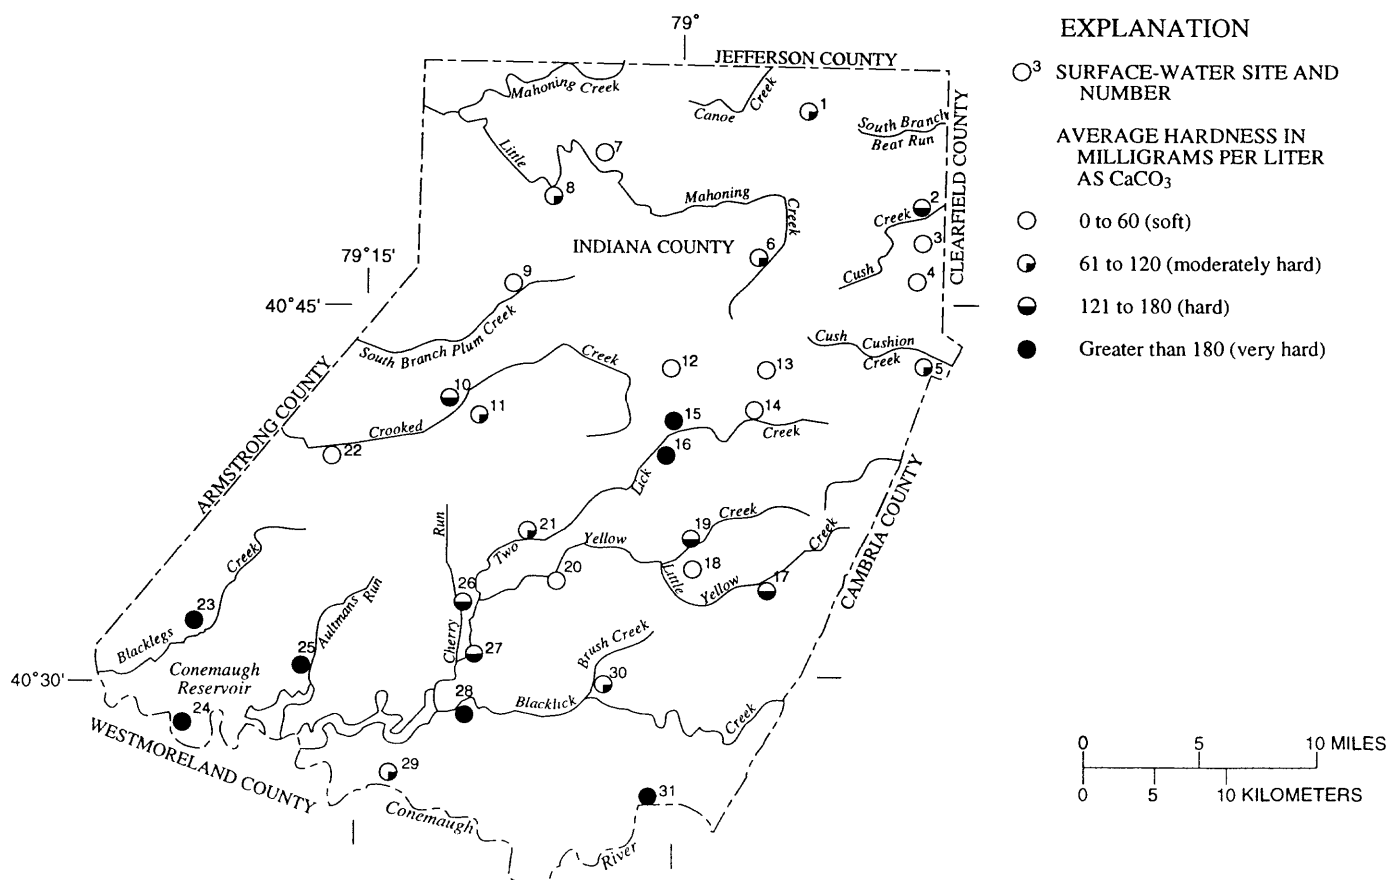 79°
JEFFERSON COUNTY
Mahoning Creek
Canoe
Creek
1
South Branch
Bear Run
CLEARFIELD COUNTY
Little
7
8
Mahoning
Creek
2
Creek
3
INDIANA COUNTY
6
Cush
4
79°15'
40°45'
9
South Branch Plum Creek
Cush Cushion
Creek
5
Creek
12
13
10
11
14
Creek
15
16
Crooked
22
ARMSTRONG COUNTY
Lick
CAMBRIA COUNTY
Run
21
Two
Yellow
19
Creek
Creek
18
20
Little
Yellow
17
Creek
26
Aultmans
Run
23
Blacklegs
25
Cherry
27
Brush Creek
30
40°30'
Conemaugh
Reservoir
24
28
Blacklick
Creek
WESTMORELAND COUNTY
29
31
Conemaugh
River
EXPLANATION
3 SURFACE-WATER SITE AND
NUMBER
AVERAGE HARDNESS IN
MILLIGRAMS PER LITER
AS CaCO3
0 to 60 (soft)
61 to 120 (moderately hard)
121 to 180 (hard)
Greater than 180 (very hard)
0 5 10 MILES
0 5 10 KILOMETERS